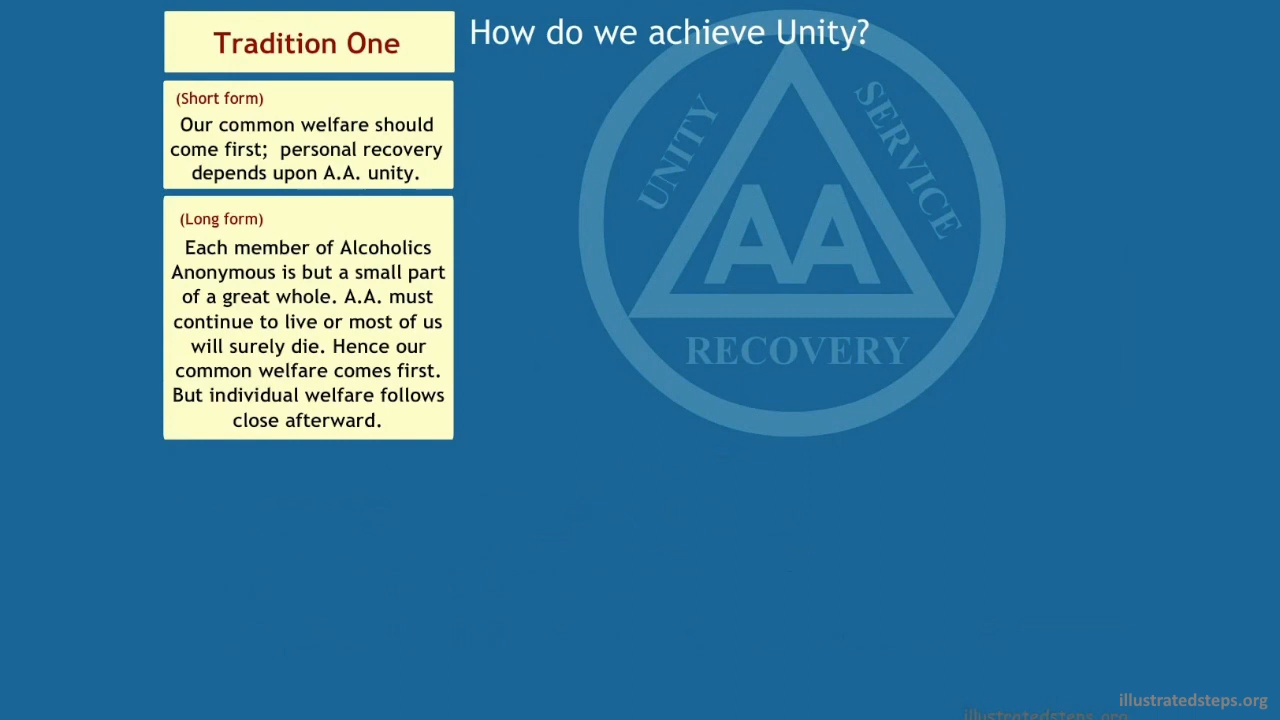 Tradition One
How do we achieve Unity?
(Short form)
Our common welfare should
come first;  personal recovery
depends upon A.A. unity.
(Long form)
Each member of Alcoholics
Anonymous is but a small part
of a great whole. A.A. must
continue to live or most of us
will surely die. Hence our
common welfare comes first.
But individual welfare follows
close afterward.
UNITY
SERVICE
AA
RECOVERY
illustratedsteps.org
illustratedsteps.org